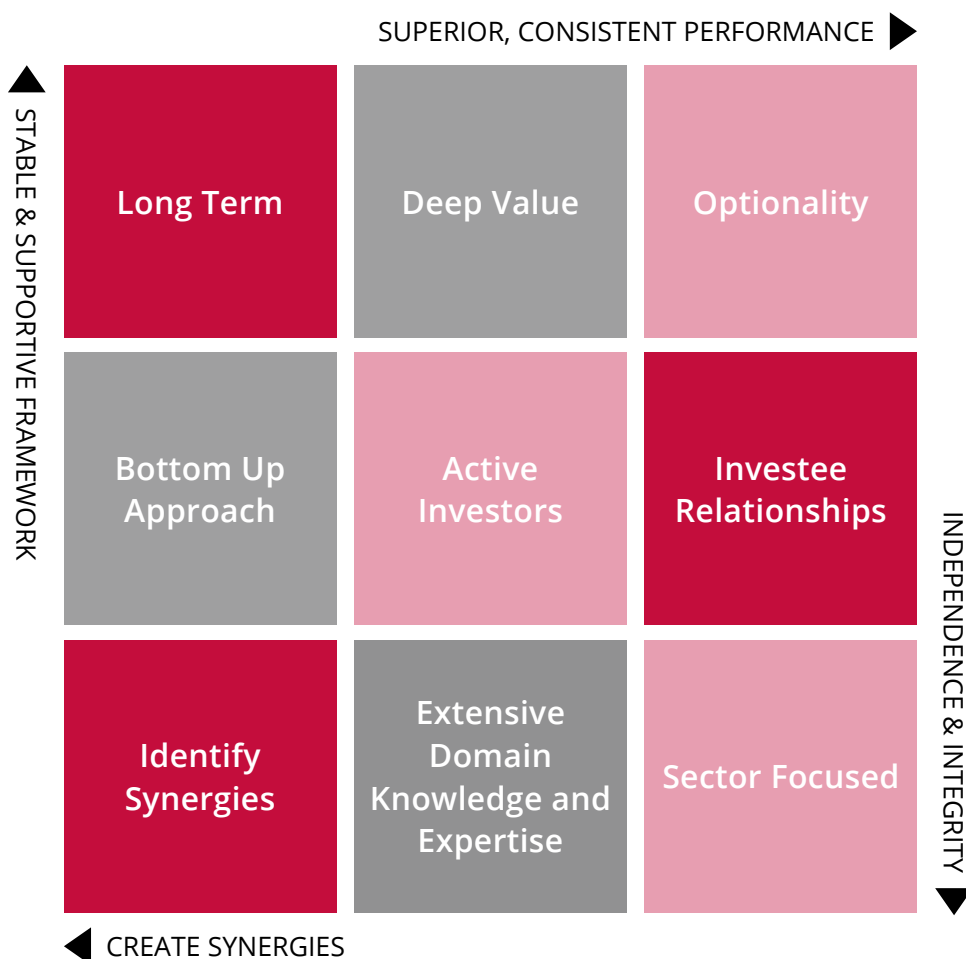 SUPERIOR, CONSISTENT PERFORMANCE
STABLE & SUPPORTIVE FRAMEWORK
Long Term
Deep Value
Optionality
Bottom Up
Approach
Active
Investors
Investee
Relationships
Identify
Synergies
Extensive
Domain
Knowledge and
Expertise
Sector Focused
INDEPENDENCE & INTEGRITY
CREATE SYNERGIES